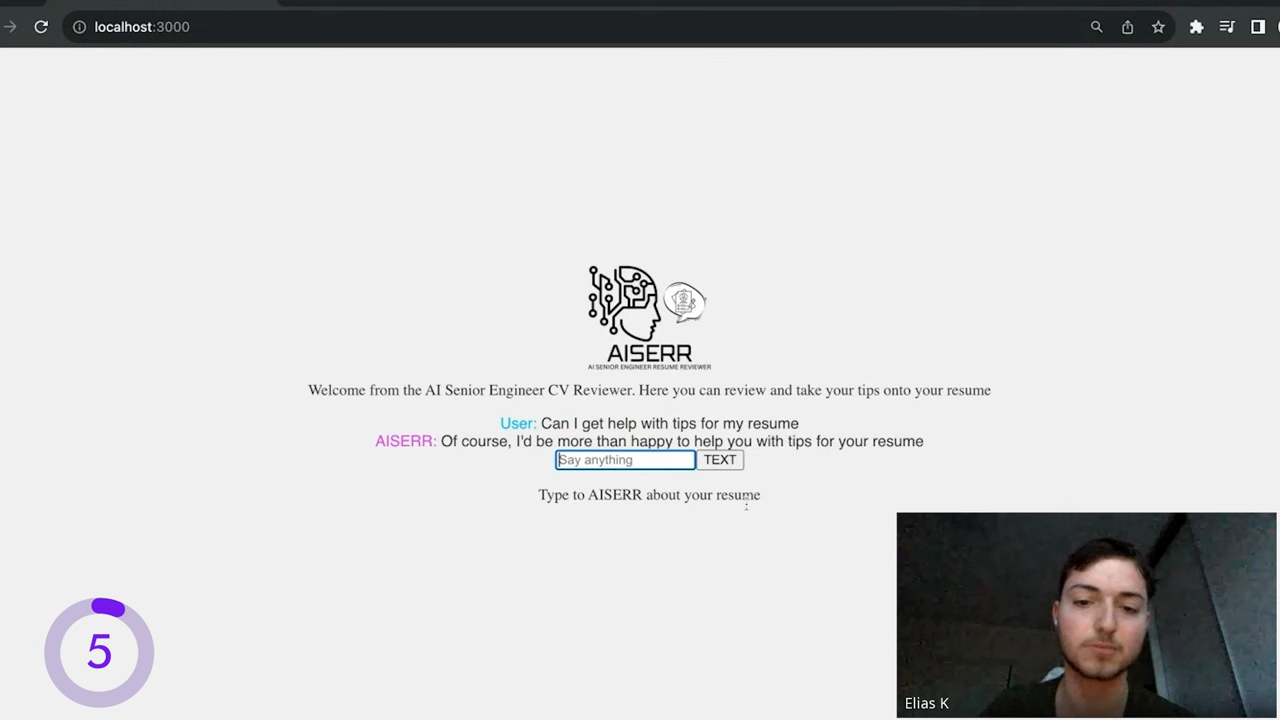 localhost:3000
AISERR
AI SENIOR ENGINEER RESUME REVIEWER
Welcome from the AI Senior Engineer CV Reviewer. Here you can review and take your tips onto your resume
User: Can I get help with tips for my resume
AISERR: Of course, I'd be more than happy to help you with tips for your resume
Say anything TEXT
Type to AISERR about your resume
5
Elias K